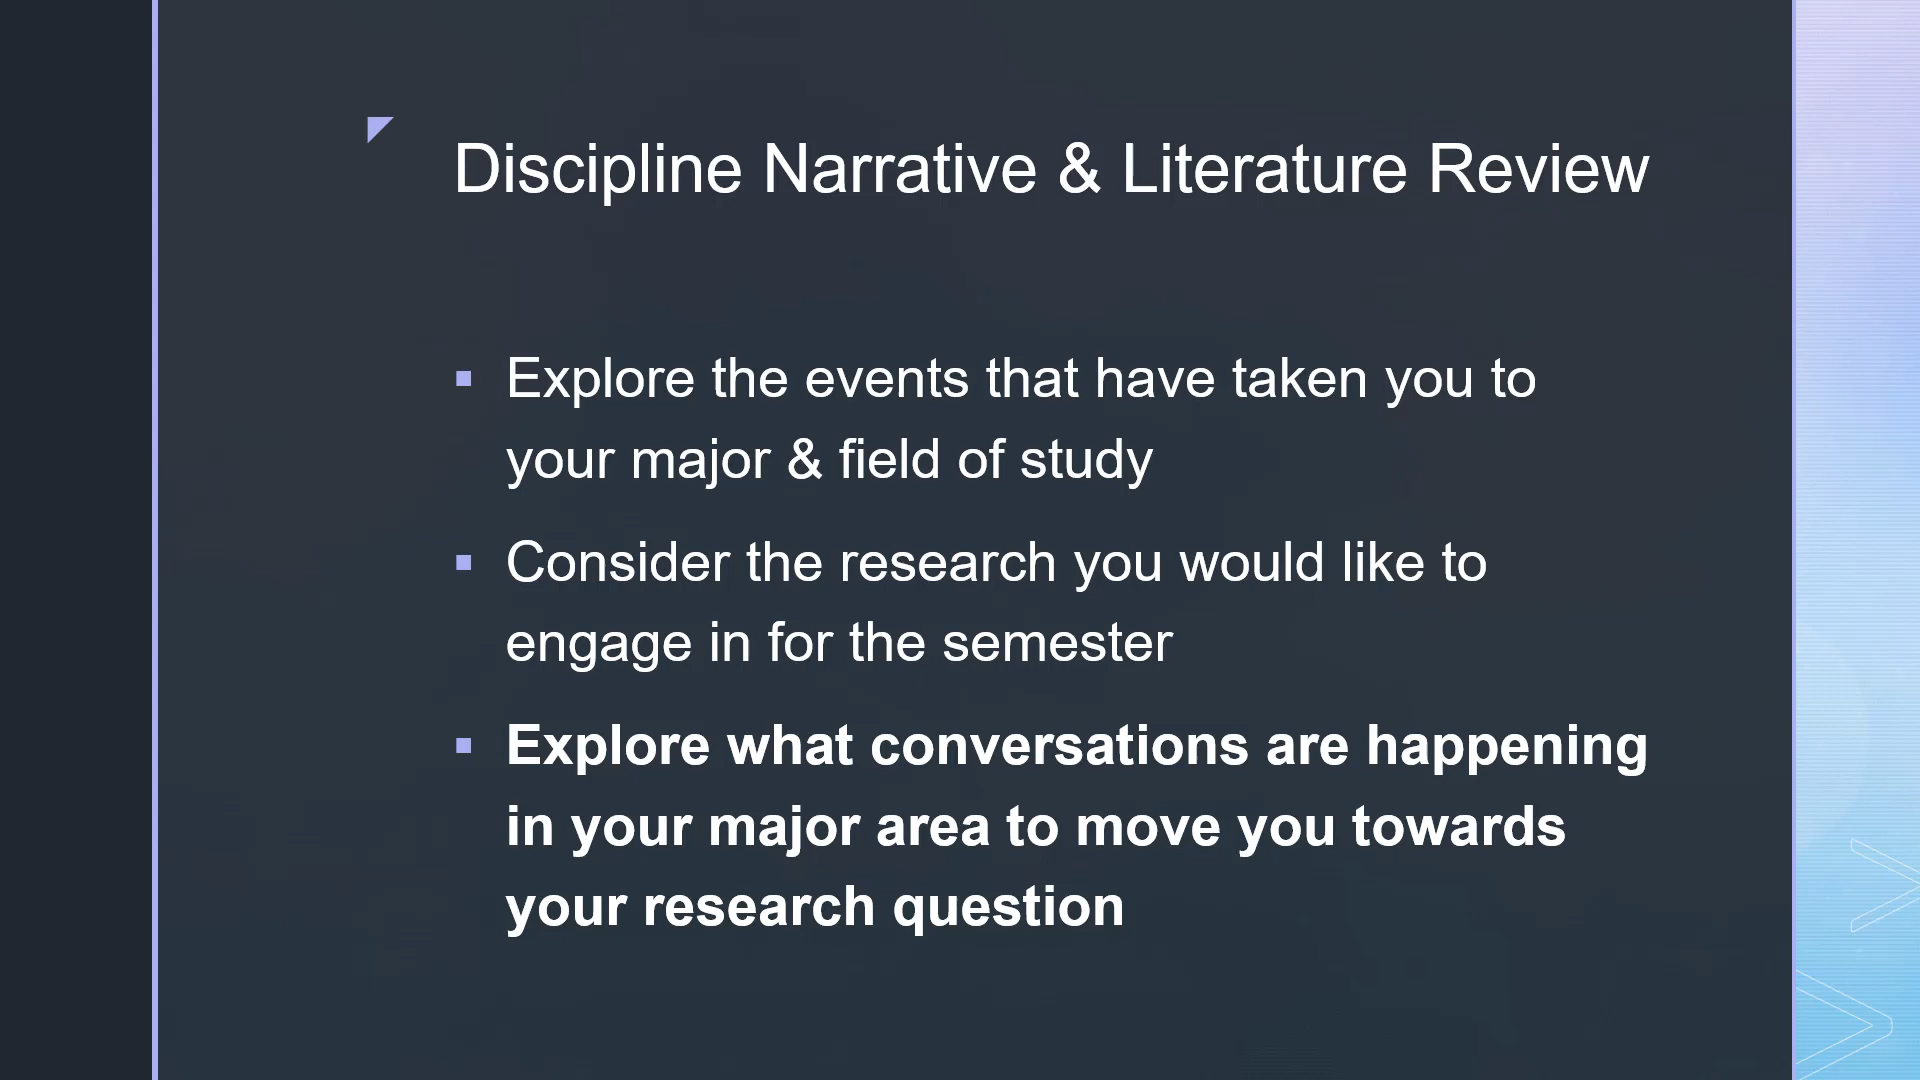 Discipline Narrative & Literature Review
Explore the events that have taken you to
your major & field of study
Consider the research you would like to
engage in for the semester
Explore what conversations are happening
in your major area to move you towards
your research question